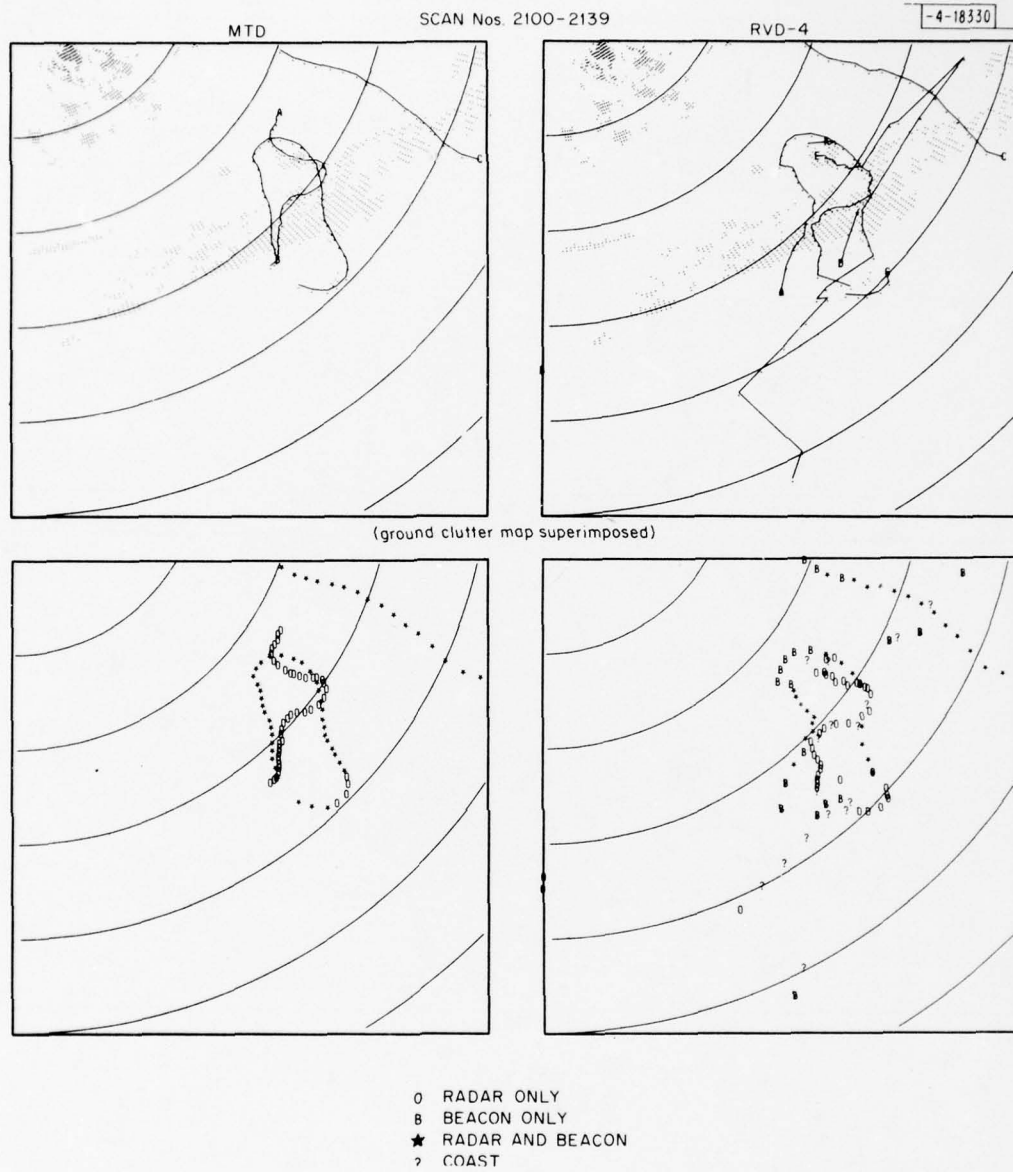 SCAN Nos. 2100-2139
-4-18330
MTD
RVD-4
(ground clutter map superimposed)
0 RADAR ONLY
B BEACON ONLY
★ RADAR AND BEACON
? COAST